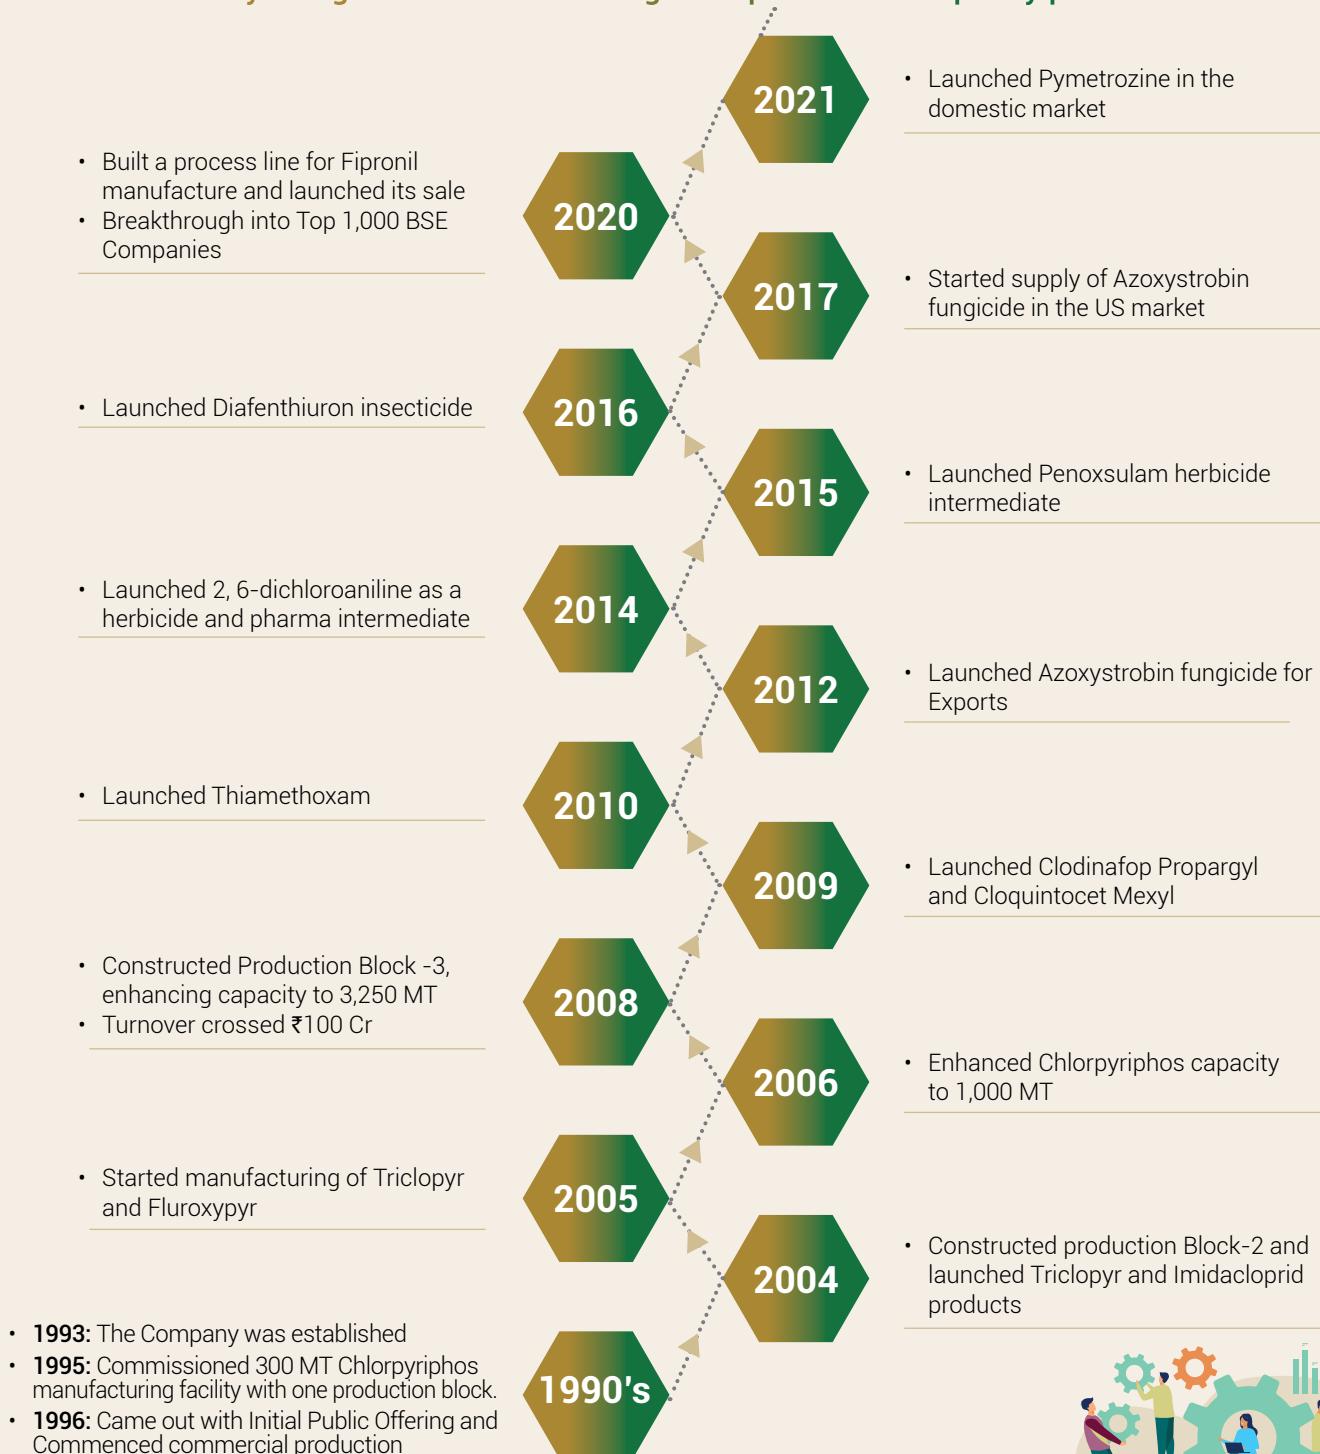 2021
• Launched Pymetrozine in the
domestic market
• Built a process line for Fipronil
manufacture and launched its sale
• Breakthrough into Top 1,000 BSE
Companies
2020
2017
• Started supply of Azoxystrobin
fungicide in the US market
• Launched Diafenthiuron insecticide
2016
2015
• Launched Penoxsulam herbicide
intermediate
• Launched 2, 6-dichloroaniline as a
herbicide and pharma intermediate
2014
2012
• Launched Azoxystrobin fungicide for
Exports
• Launched Thiamethoxam
2010
2009
• Launched Clodinafop Propargyl
and Cloquintocet Mexyl
• Constructed Production Block -3,
enhancing capacity to 3,250 MT
• Turnover crossed ₹100 Cr
2008
2006
• Enhanced Chlorpyriphos capacity
to 1,000 MT
• Started manufacturing of Triclopyr
and Fluroxypyr
2005
2004
• Constructed production Block-2 and
launched Triclopyr and Imidacloprid
products
• 1993: The Company was established
• 1995: Commissioned 300 MT Chlorpyriphos
manufacturing facility with one production block.
• 1996: Came out with Initial Public Offering and
Commenced commercial production
1990's